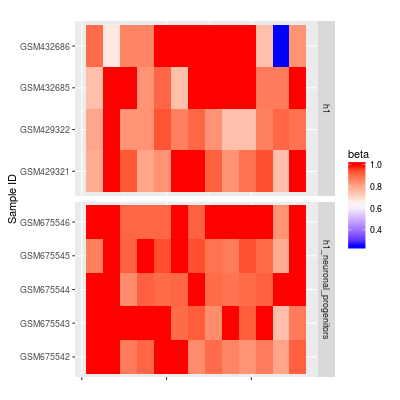 GSM432686
GSM432685
GSM429322
GSM429321
h1
GSM675546
GSM675545
GSM675544
GSM675543
GSM675542
h1_neuronal_progenitors
Sample ID
beta
1.0
0.8
0.6
0.4